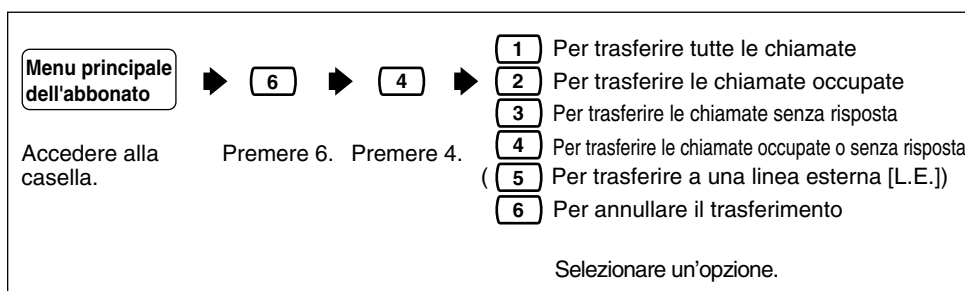 Menu principale
dell'abbonato
6
4
1 Per trasferire tutte le chiamate
2 Per trasferire le chiamate occupate
3 Per trasferire le chiamate senza risposta
4 Per trasferire le chiamate occupate o senza risposta
( 5 Per trasferire a una linea esterna [L.E.])
6 Per annullare il trasferimento
Accedere alla
casella.
Premere 6.
Premere 4.
Selezionare un'opzione.